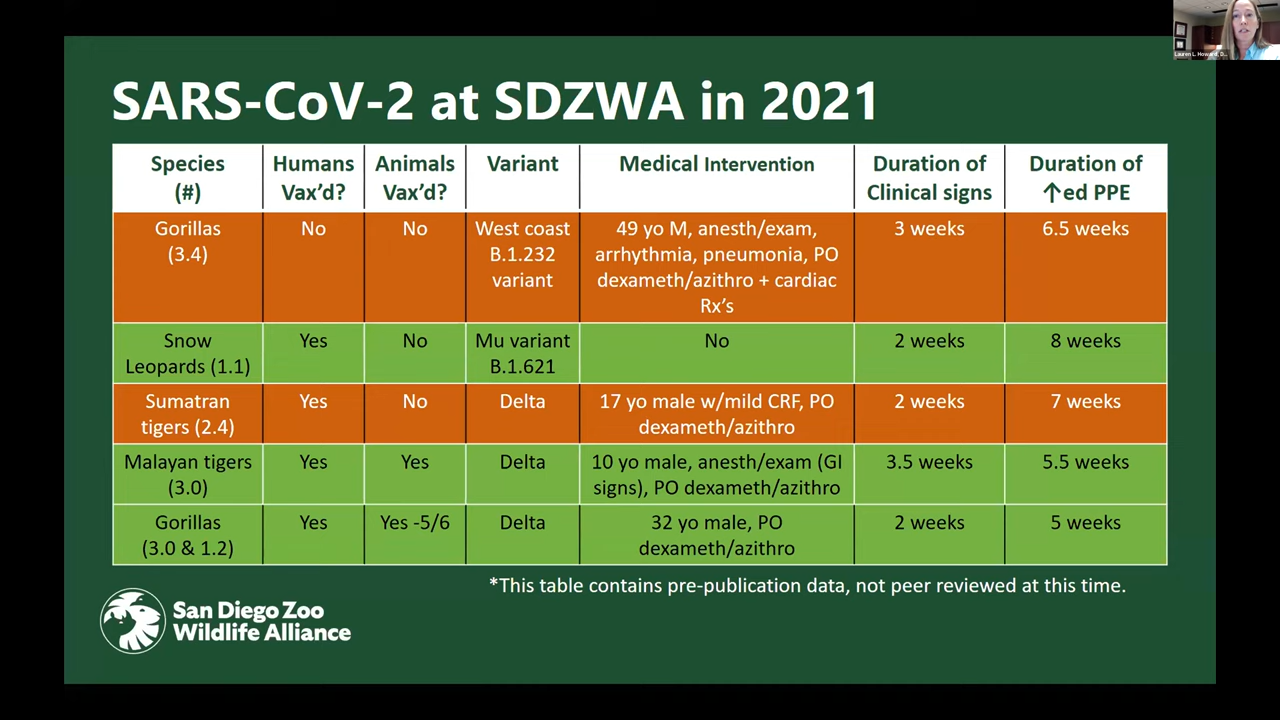 Lauren L. Howard, D...
SARS-CoV-2 at SDZWA in 2021
Species
(#)
Humans
Vax'd?
Animals
Vax'd?
Variant
Medical Intervention
Duration of
Clinical signs
Duration of
↑ed PPE
Gorillas
(3.4)
No
No
West coast
B.1.232
variant
49 yo M, anesth/exam,
arrhythmia, pneumonia, PO
dexameth/azithro + cardiac
Rx's
3 weeks
6.5 weeks
Snow
Leopards (1.1)
Yes
No
Mu variant
B.1.621
No
2 weeks
8 weeks
Sumatran
tigers (2.4)
Yes
No
Delta
17 yo male w/mild CRF, PO
dexameth/azithro
2 weeks
7 weeks
Malayan tigers
(3.0)
Yes
Yes
Delta
10 yo male, anesth/exam (GI
signs), PO dexameth/azithro
3.5 weeks
5.5 weeks
Gorillas
(3.0 & 1.2)
Yes
Yes -5/6
Delta
32 yo male, PO
dexameth/azithro
2 weeks
5 weeks
*This table contains pre-publication data, not peer reviewed at this time.
San Diego Zoo
Wildlife Alliance